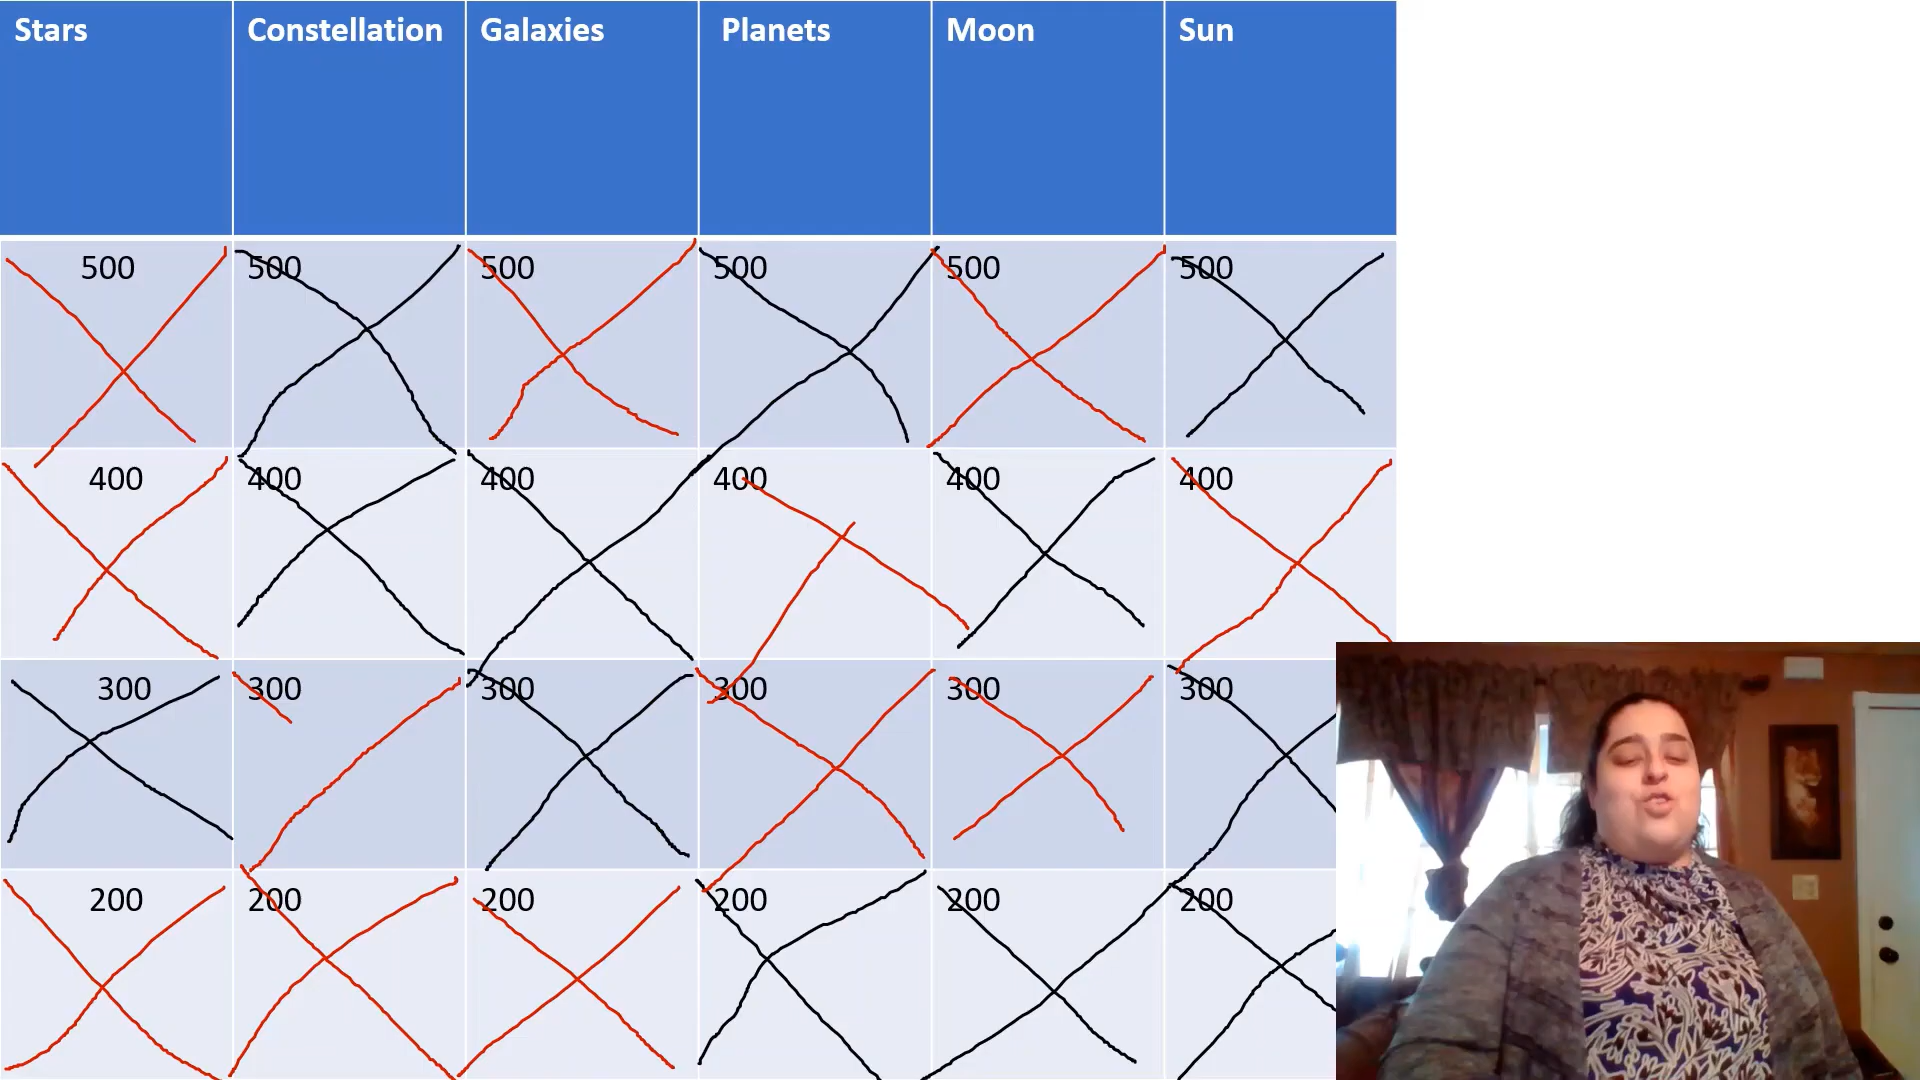 Stars Constellation Galaxies Planets Moon Sun
500 500 500 500 500 500
400 400 400 400 400 400
300 300 300 300 300 300
200 200 200 200 200 200